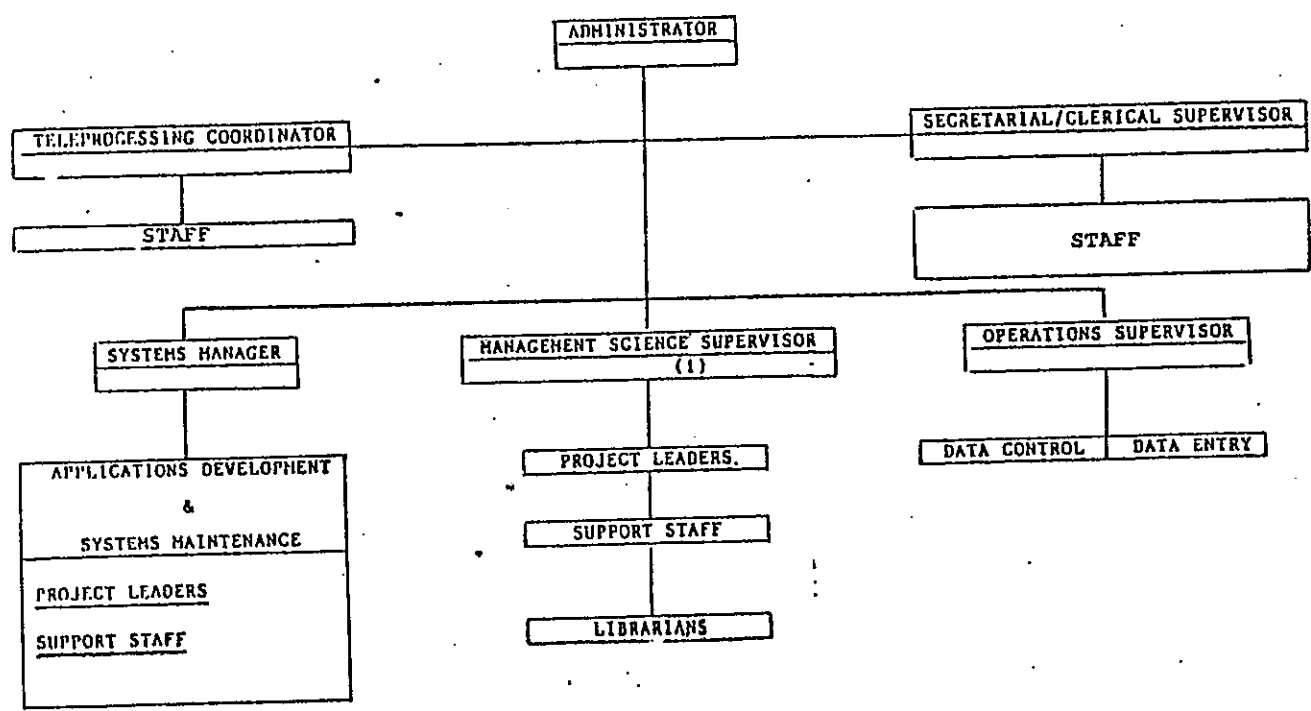 ADMINISTRATOR
TELEPROCESSING COORDINATOR
SECRETARIAL/CLERICAL SUPERVISOR
STAFF
STAFF
SYSTEMS MANAGER
MANAGEMENT SCIENCE SUPERVISOR
(1)
OPERATIONS SUPERVISOR
APPLICATIONS DEVELOPMENT
&
SYSTEMS MAINTENANCE
PROJECT LEADERS
SUPPORT STAFF
PROJECT LEADERS.
SUPPORT STAFF
LIBRARIANS
DATA CONTROL
DATA ENTRY